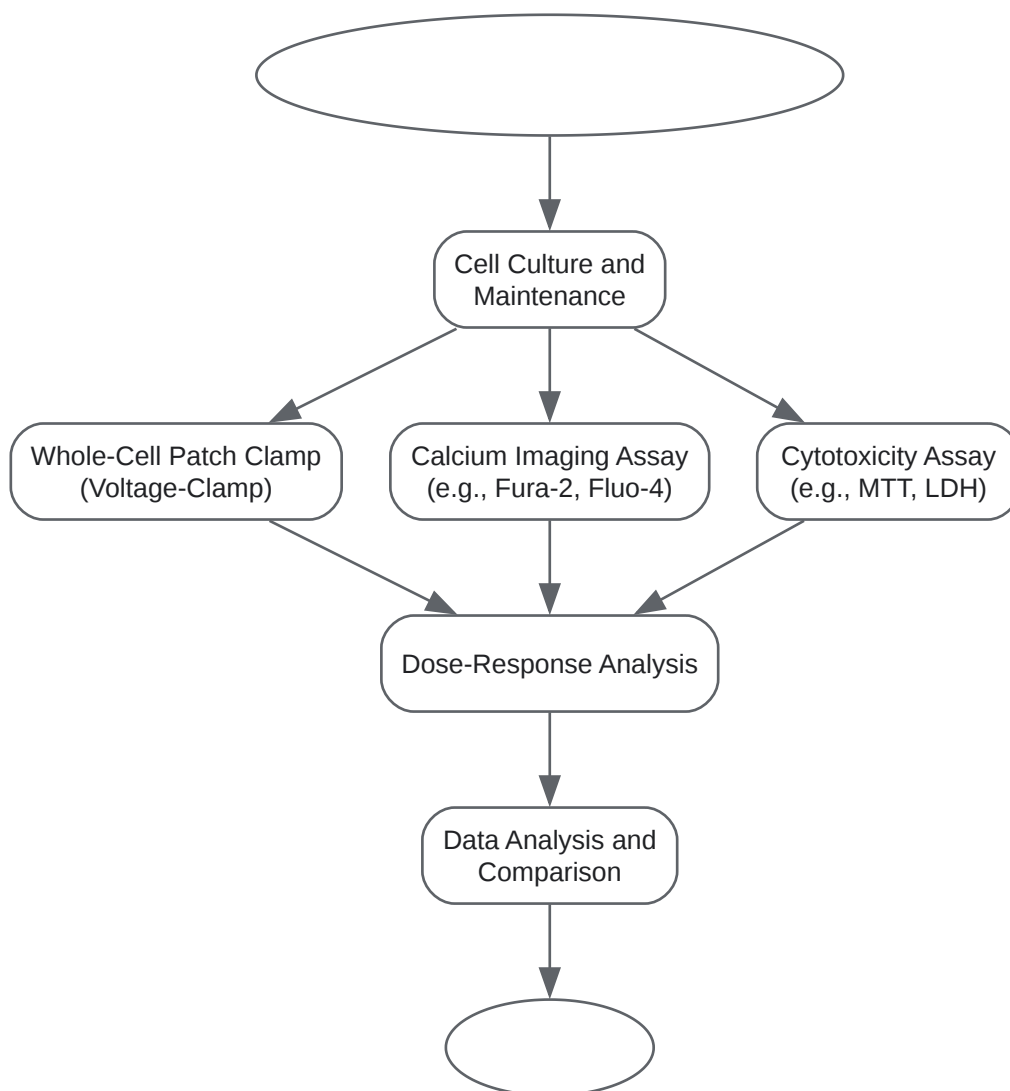 Cell Culture and
Maintenance
Whole-Cell Patch Clamp
(Voltage-Clamp)
Calcium Imaging Assay
(e.g., Fura-2, Fluo-4)
Cytotoxicity Assay
(e.g., MTT, LDH)
Dose-Response Analysis
Data Analysis and
Comparison